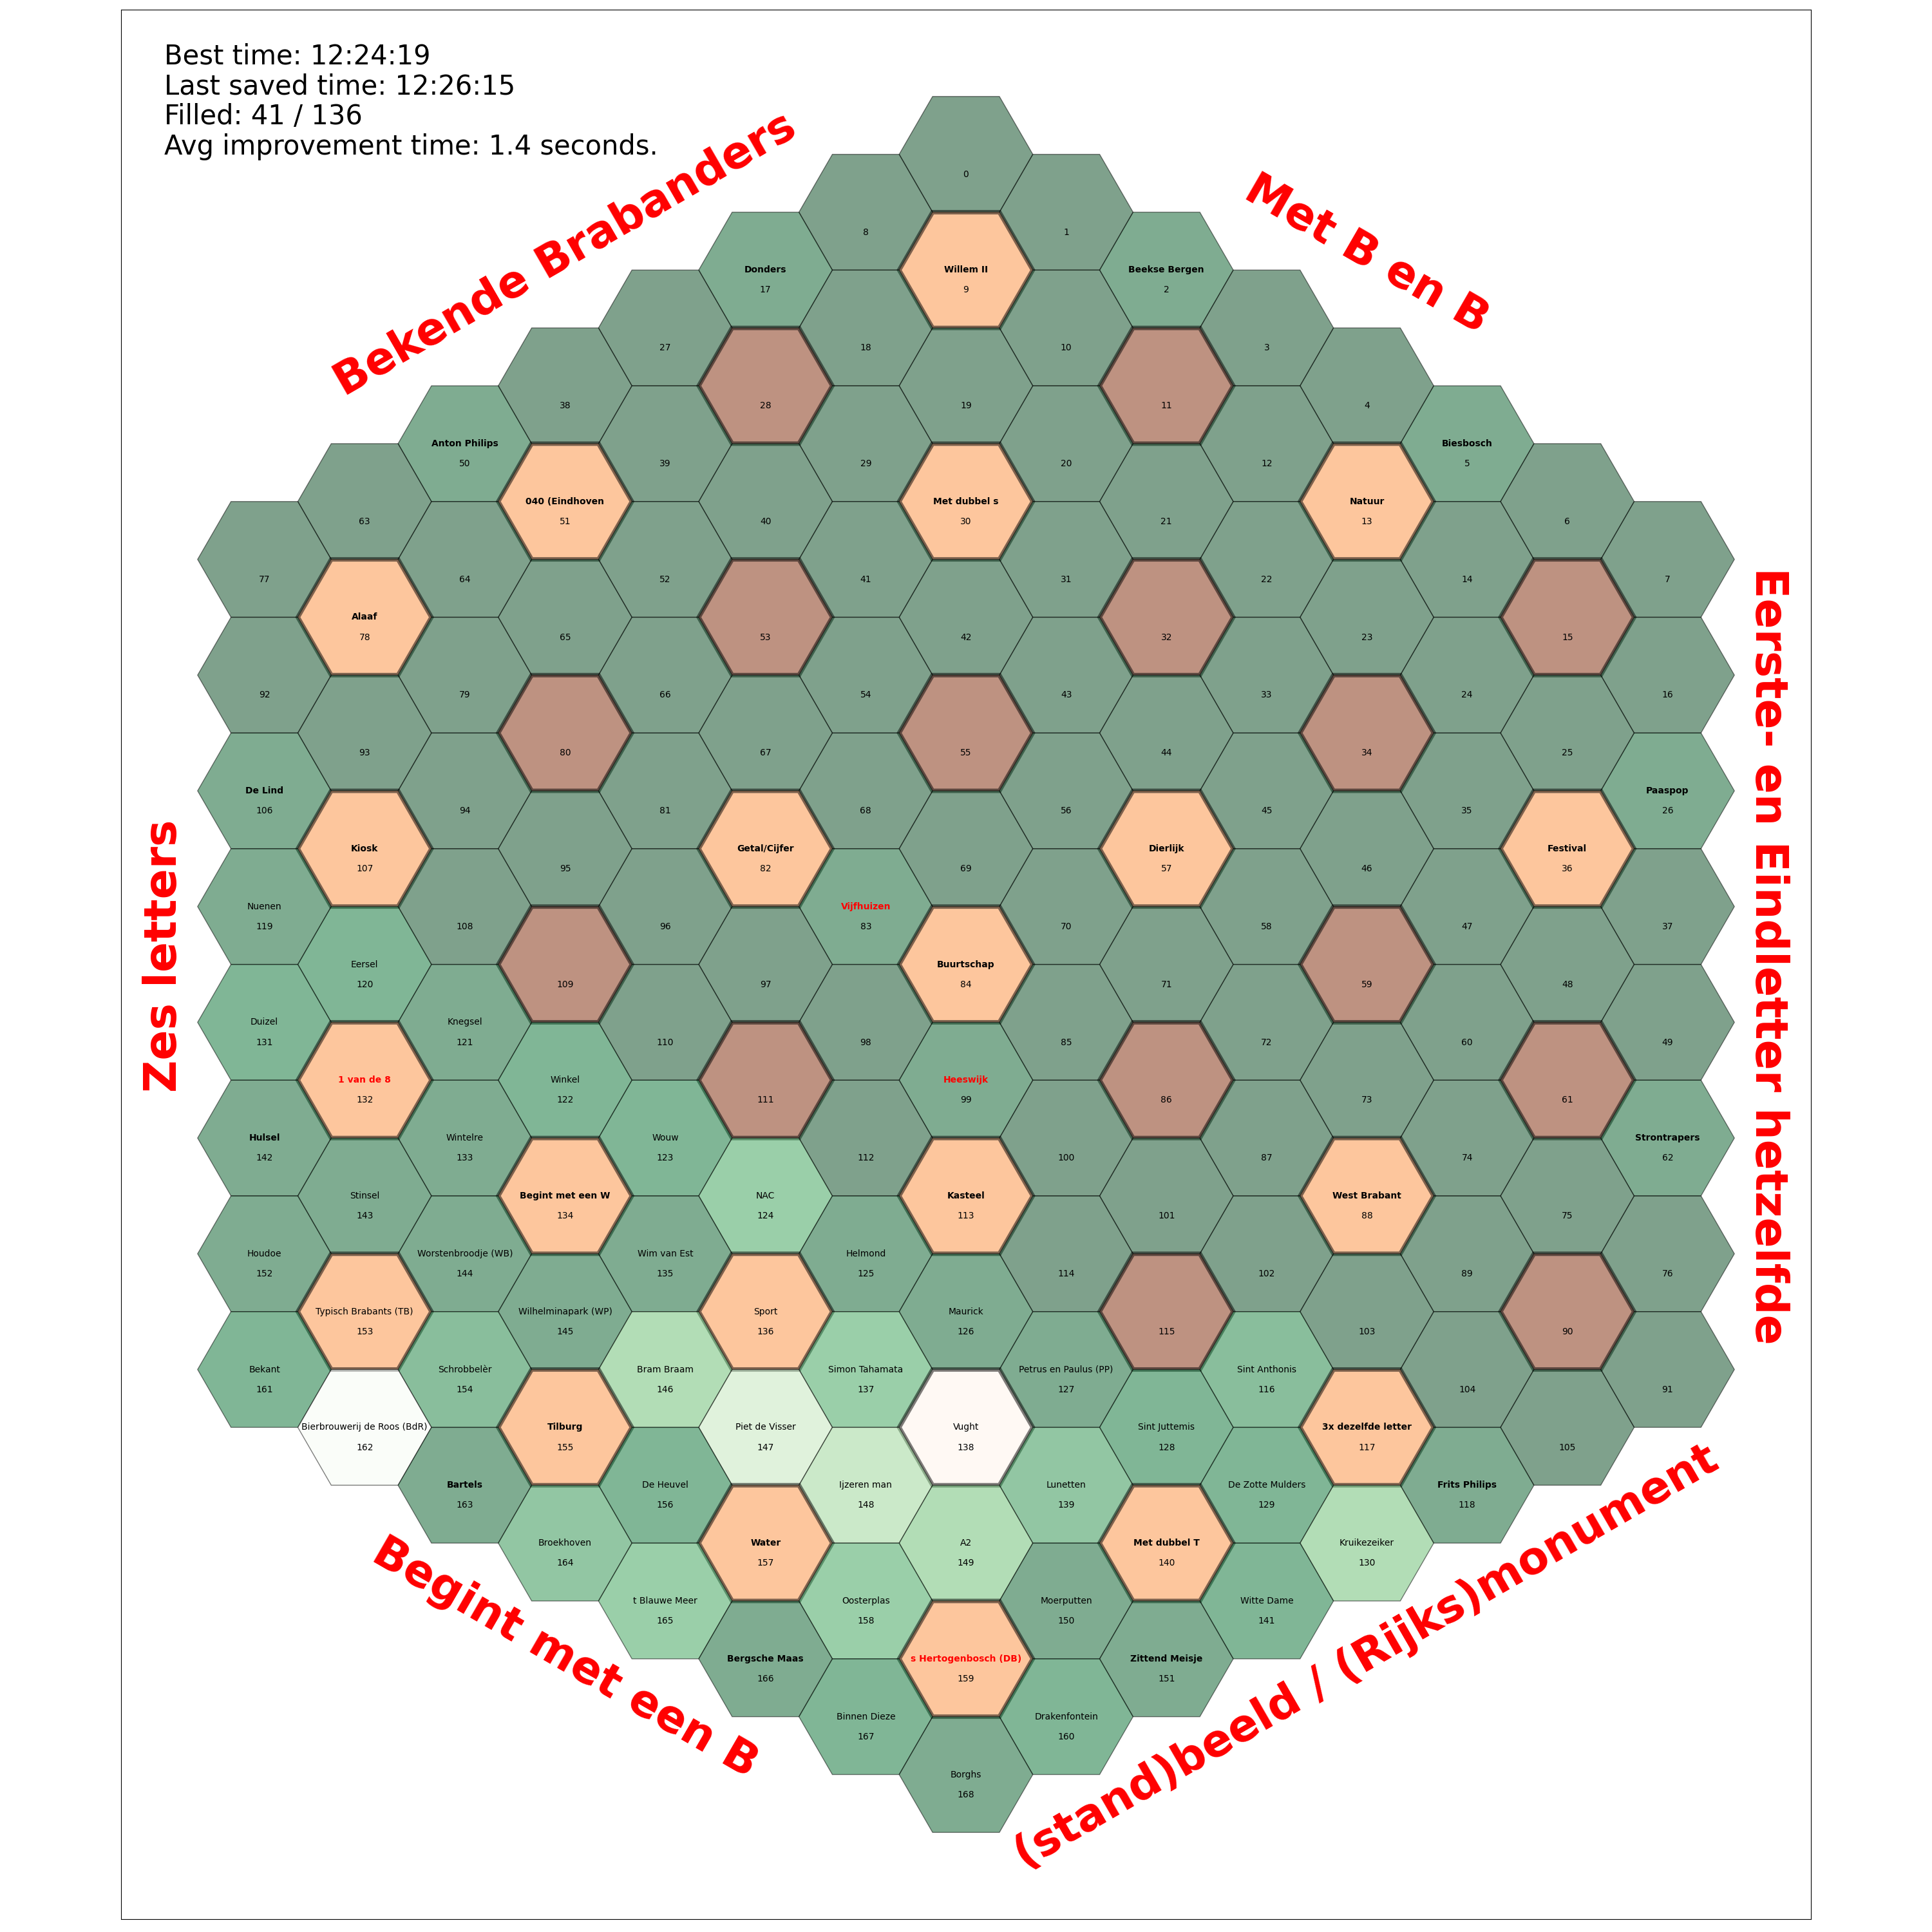 Best time: 12:24:19
Last saved time: 12:26:15
Filled: 41 / 136
Avg improvement time: 1.4 seconds.
Bekende Brabanders
Met B en B
Eerste- en Eindletter hetzelfde
(stand)beeld / (Rijks)monument
Begint met een B
Zes letters
0
8
1
Donders
17
Willem II
9
Beekse Bergen
2
27
18
10
3
38
28
19
11
4
Anton Philips
50
39
29
20
12
Biesbosch
5
040 (Eindhoven
51
Met dubbel s
30
Natuur
13
63
40
21
6
77
64
52
41
31
22
14
7
Alaaf
78
65
53
42
32
23
15
92
79
66
54
43
33
24
16
93
80
67
55
44
34
25
De Lind
106
94
81
68
56
45
35
Paaspop
26
Kiosk
107
95
Getal/Cijfer
82
69
Dierlijk
57
46
Festival
36
Nuenen
119
108
96
Vijfhuizen
83
70
58
47
37
Eersel
120
109
97
Buurtschap
84
71
59
48
Duizel
131
Knegsel
121
110
98
85
72
60
49
1 van de 8
132
Winkel
122
111
Heeswijk
99
86
73
61
Hulsel
142
Wintelre
133
Wouw
123
112
100
87
74
Strontrapers
62
Stinsel
143
Begint met een W
134
NAC
124
Kasteel
113
101
West Brabant
88
75
Houdoe
152
Worstenbroodje (WB)
144
Wim van Est
135
Helmond
125
114
102
89
76
Typisch Brabants (TB)
153
Wilhelminapark (WP)
145
Sport
136
Maurick
126
115
103
90
Bekant
161
Schrobbelèr
154
Bram Braam
146
Simon Tahamata
137
Petrus en Paulus (PP)
127
Sint Anthonis
116
104
91
Bierbrouwerij de Roos (BdR)
162
Tilburg
155
Piet de Visser
147
Vught
138
Sint Juttemis
128
3x dezelfde letter
117
105
Bartels
163
De Heuvel
156
Ijzeren man
148
Lunetten
139
De Zotte Mulders
129
Frits Philips
118
Broekhoven
164
Water
157
A2
149
Met dubbel T
140
Kruikezeiker
130
t Blauwe Meer
165
Oosterplas
158
Moerputten
150
Witte Dame
141
Bergsche Maas
166
s Hertogenbosch (DB)
159
Zittend Meisje
151
Binnen Dieze
167
Drakenfontein
160
Borghs
168